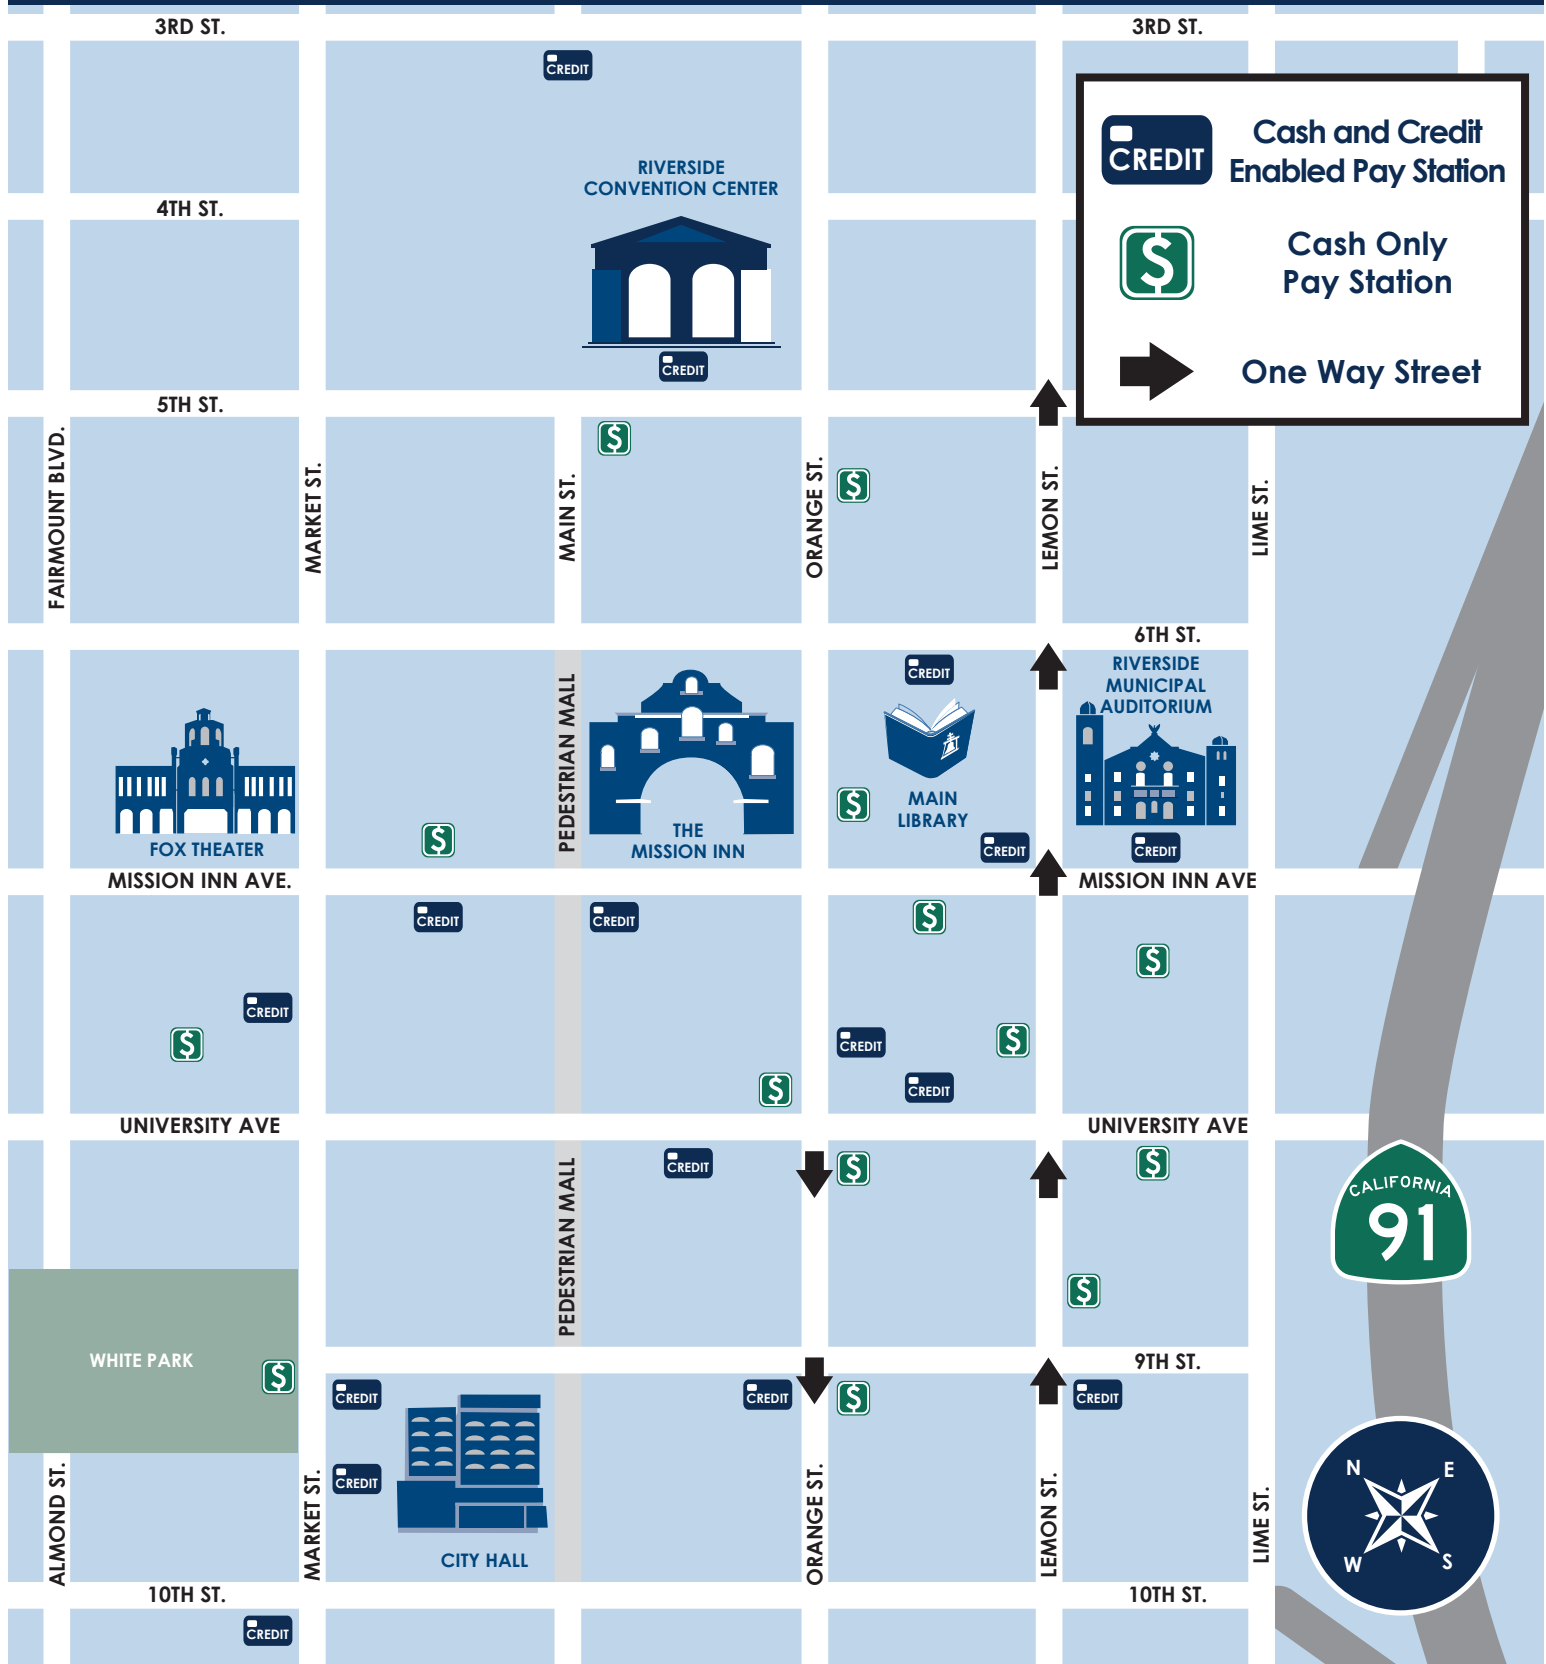 3RD ST.
3RD ST.
CREDIT
CREDIT
Cash and Credit
Enabled Pay Station
RIVERSIDE
CONVENTION CENTER
4TH ST.
$
Cash Only
Pay Station
CREDIT
One Way Street
5TH ST.
FAIRMOUNT BLVD.
MARKET ST.
MAIN ST.
$
ORANGE ST.
$
LEMON ST.
LIME ST.
6TH ST.
CREDIT
RIVERSIDE
MUNICIPAL
AUDITORIUM
PEDESTRIAN MALL
$
MAIN
LIBRARY
$
THE
MISSION INN
FOX THEATER
CREDIT
CREDIT
MISSION INN AVE.
MISSION INN AVE
CREDIT
CREDIT
$
$
CREDIT
$
CREDIT
$
$
CREDIT
UNIVERSITY AVE
UNIVERSITY AVE
PEDESTRIAN MALL
CREDIT
$
$
CALIFORNIA
91
$
WHITE PARK
$
9TH ST.
CREDIT
CREDIT
$
CREDIT
CREDIT
N
E
W
S
ALMOND ST.
MARKET ST.
CITY HALL
ORANGE ST.
LEMON ST.
LIME ST.
10TH ST.
10TH ST.
CREDIT